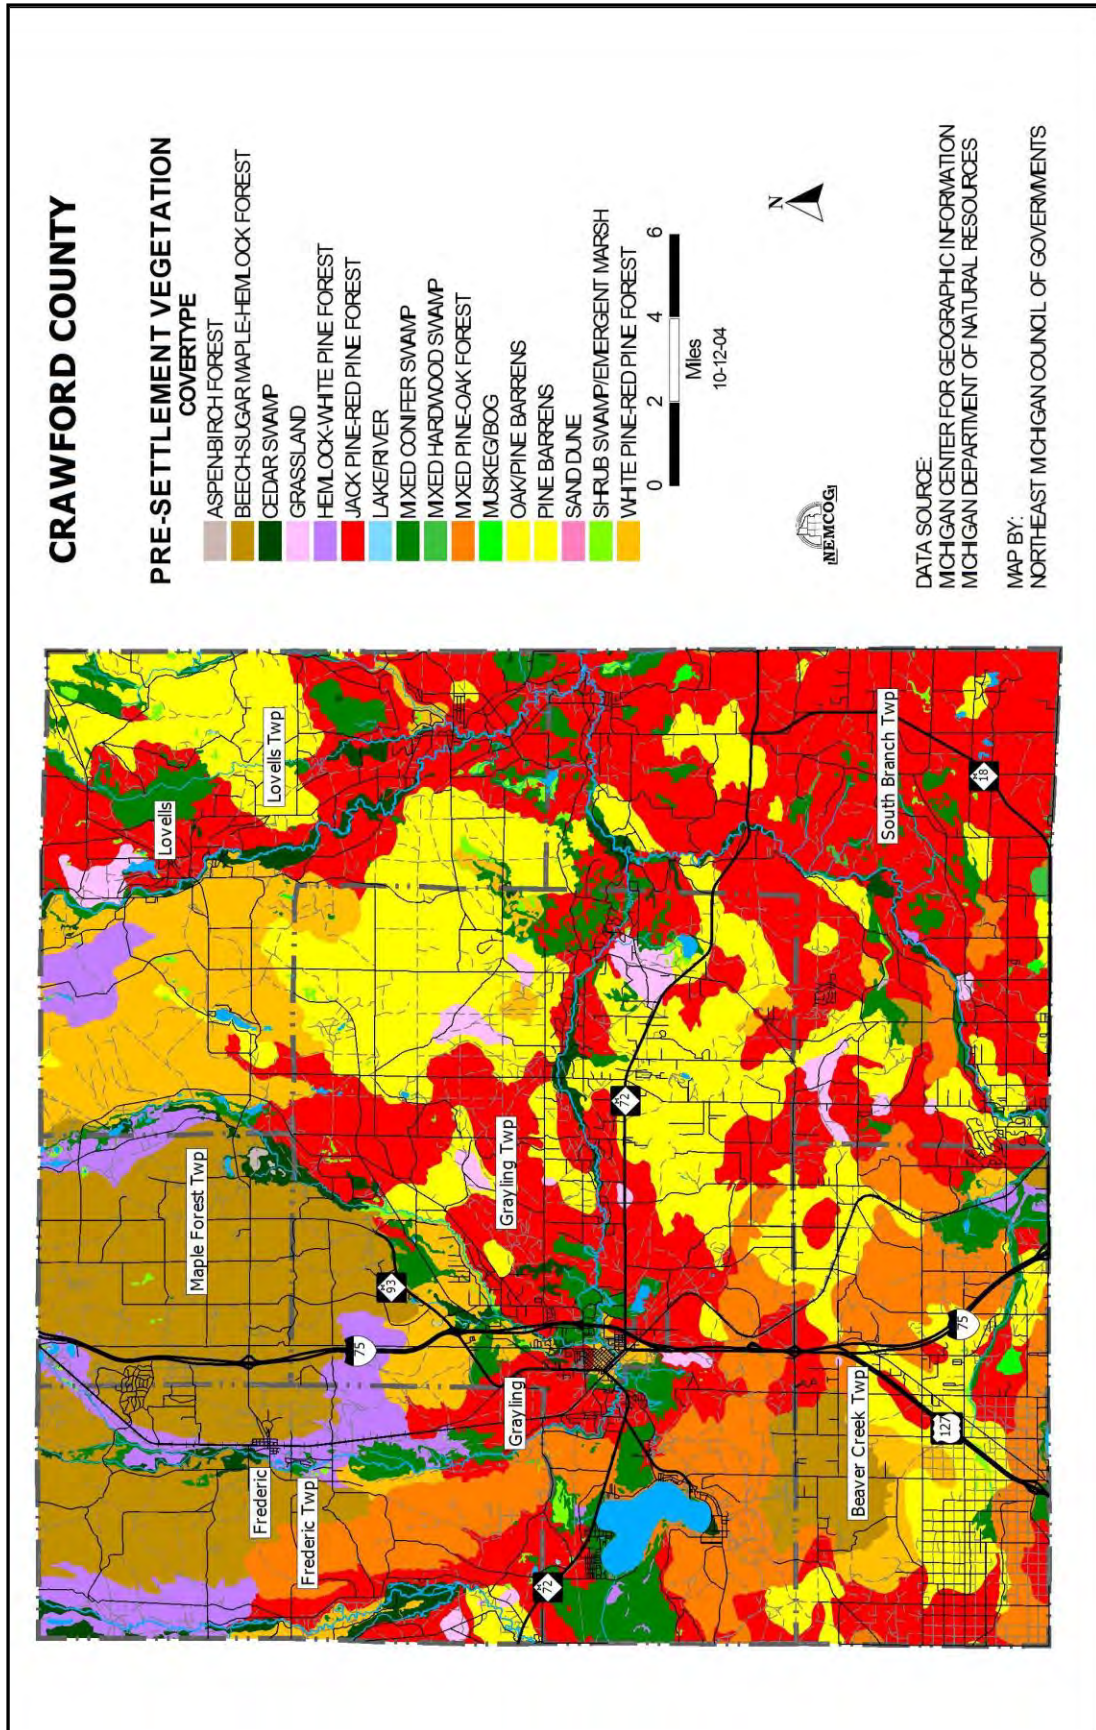 CRAWFORD COUNTY
PRE-SETTLEMENT VEGETATION
COVERTYPE
ASPEN-BIRCH FOREST
BEECH-SUGAR MAPLE-HEMLOCK FOREST
CEDAR SWAMP
GRASSLAND
HEMLOCK-WHITE PINE FOREST
JACK PINE-RED PINE FOREST
LAKE/RIVER
MIXED CONIFER SWAMP
MIXED HARDWOOD SWAMP
MIXED PINE-OAK FOREST
MUSKEG/BOG
OAK/PINE BARRENS
PINE BARRENS
SAND DUNE
SHRUB SWAMP/EMERGENT MARSH
WHITE PINE-RED PINE FOREST
0 2 4 6
Miles
10-12-04
N
NEMCOG
DATA SOURCE:
MICHIGAN CENTER FOR GEOGRAPHIC INFORMATION
MICHIGAN DEPARTMENT OF NATURAL RESOURCES
MAP BY:
NORTHEAST MICHIGAN COUNCIL OF GOVERNMENTS
Lovells
Lovells Twp
Maple Forest Twp
Frederic
Frederic Twp
75
M
93
Grayling Twp
Grayling
M
72
M
72
South Branch Twp
Beaver Creek Twp
M
18
75
127